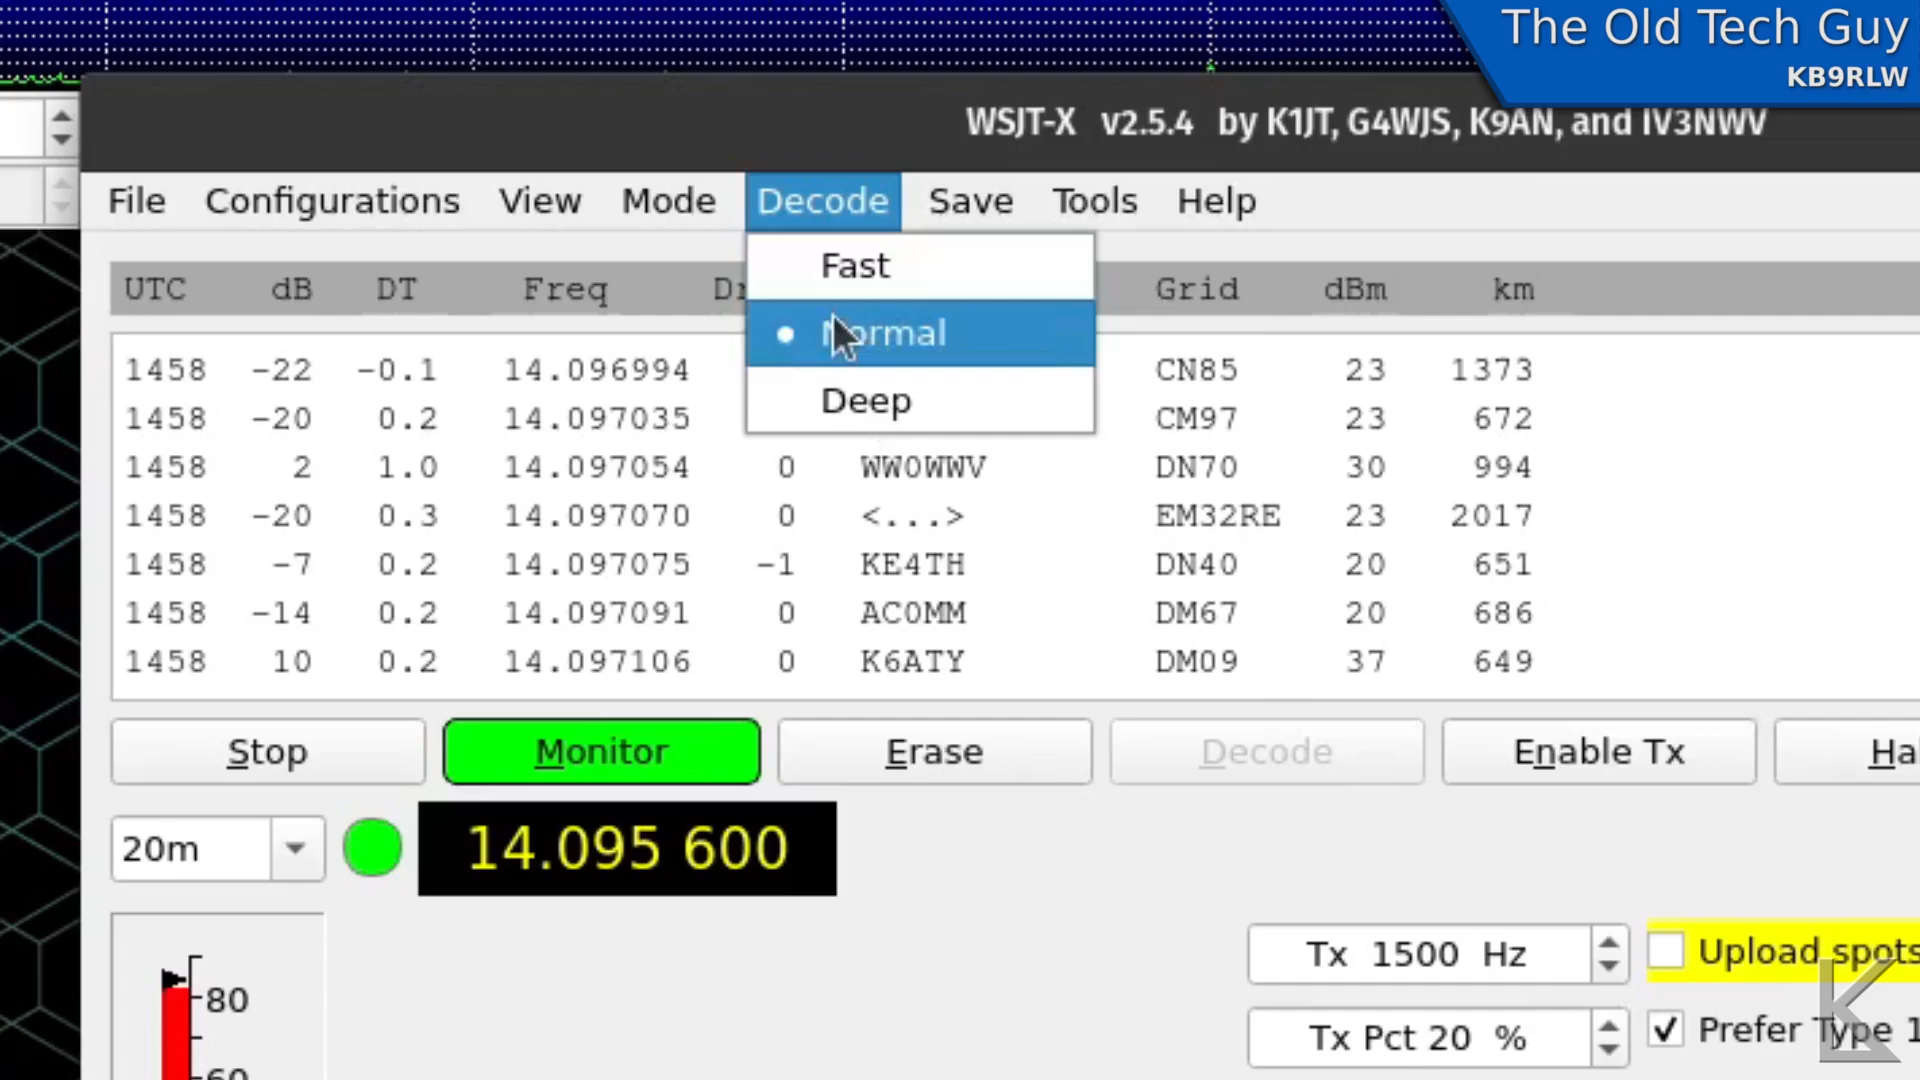 The Old Tech Guy
KB9RLW
WSJT-X v2.5.4 by K1JT, G4WJS, K9AN, and IV3NWV
File Configurations View Mode Decode Save Tools Help
Fast
Normal
Deep
UTC dB DT Freq Dr Grid dBm km
1458 -22 -0.1 14.096994 CN85 23 1373
1458 -20 0.2 14.097035 CM97 23 672
1458 2 1.0 14.097054 0 WW0WWV DN70 30 994
1458 -20 0.3 14.097070 0 <...> EM32RE 23 2017
1458 -7 0.2 14.097075 -1 KE4TH DN40 20 651
1458 -14 0.2 14.097091 0 AC0MM DM67 20 686
1458 10 0.2 14.097106 0 K6ATY DM09 37 649
Stop Monitor Erase Decode Enable Tx Hal
20m 14.095 600
Tx 1500 Hz Upload spots
80
Tx Pct 20 % Prefer Type 1
60
K